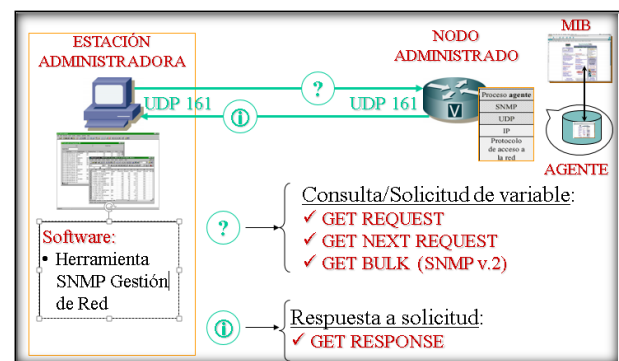 ESTACIÓN
ADMINISTRADORA
NODO
ADMINISTRADO
MIB
?
UDP 161
UDP 161
i
V
Proceso agente
SNMP
UDP
IP
Protocolo
de acceso a
la red
AGENTE
Software:
• Herramienta
SNMP Gestión
de Red
?
Consulta/Solicitud de variable:
✓ GET REQUEST
✓ GET NEXT REQUEST
✓ GET BULK (SNMP v.2)
i
Respuesta a solicitud:
✓ GET RESPONSE